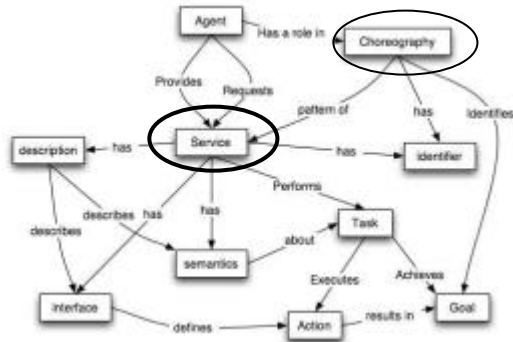 Agent
Has a role in
Choreography
Provides
Requests
pattern of
has
Identifies
description
has
Service
has
identifier
Performs
describes
has
has
describes
about
Task
semantics
Executes
Achieves
Interface
defines
Action
results in
Goal